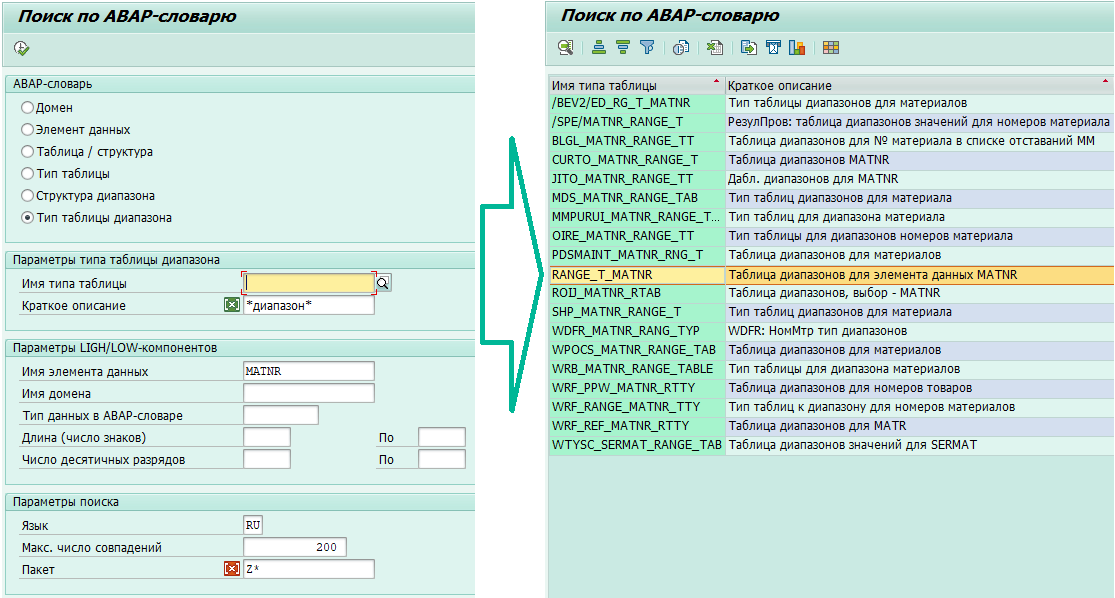 Поиск по АВАР-словарю
АВАР-словарь
Домен
Элемент данных
Таблица / структура
Тип таблицы
Структура диапазона
Тип таблицы диапазона
Параметры типа таблицы диапазона
Имя типа таблицы
Краткое описание *диапазон*
Параметры LIGH/LOW-компонентов
Имя элемента данных MATNR
Имя домена
Тип данных в АВАР-словаре
Длина (число знаков) По
Число десятичных разрядов По
Параметры поиска
Язык RU
Макс. число совпадений 200
Пакет Z*
Поиск по АВАР-словарю
Имя типа таблицы Краткое описание
/BEV2/ED_RG_T_MATNR Тип таблицы диапазонов для материалов
/SPE/MATNR_RANGE_T РезулПров: таблица диапазонов значений для номеров материала
BLGL_MATNR_RANGE_TT Таблица диапазонов для № материала в списке отставаний ММ
CURTO_MATNR_RANGE_T Таблица диапазонов MATNR
JITO_MATNR_RANGE_TT Дабл. диапазонов для MATNR
MDS_MATNR_RANGE_TAB Тип таблиц диапазонов для материала
MMPURUI_MATNR_RANGE_T... Тип таблиц для диапазона материала
OIRE_MATNR_RANGE_TT Тип таблицы для диапазонов номеров материала
PDSMAINT_MATNR_RNG_T Таблица диапазонов для материалов
RANGE_T_MATNR Таблица диапазонов для элемента данных MATNR
ROIJ_MATNR_RTAB Таблица диапазонов, выбор - MATNR
SHP_MATNR_RANGE_T Тип таблиц диапазонов для материала
WDFR_MATNR_RANG_TYP WDFR: НомМтр тип диапазонов
WPOCS_MATNR_RANGE_TAB Таблица диапазонов для материалов
WRB_MATNR_RANGE_TABLE Тип таблицы для диапазона материалов
WRF_PPW_MATNR_RTTY Таблица диапазонов для номеров товаров
WRF_RANGE_MATNR_TTY Тип таблиц к диапазону для номеров материалов
WRF_REF_MATNR_RTTY Таблица диапазонов для MATR
WTYSC_SERMAT_RANGE_TAB Таблица диапазонов значений для SERMAT